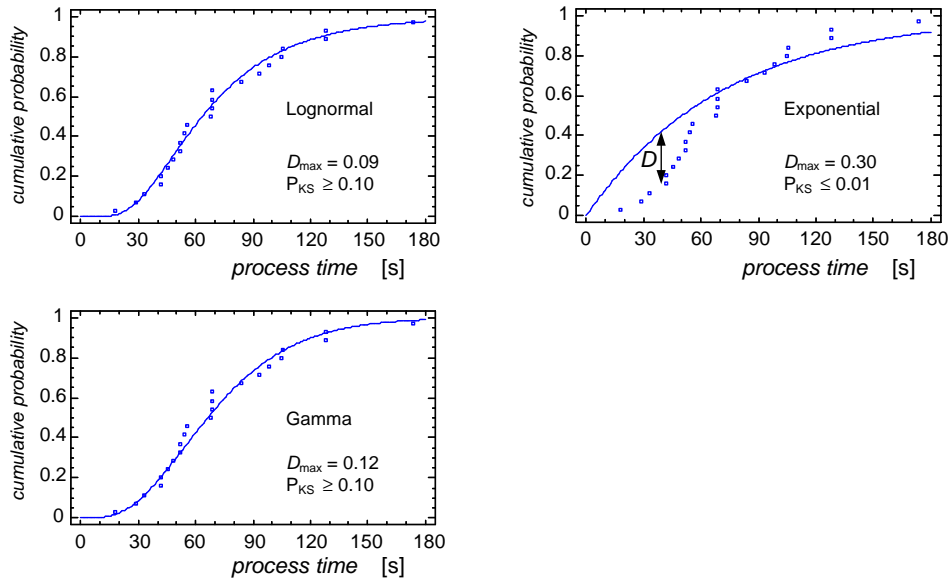 cumulative probability
1
0.8
0.6
0.4
0.2
0
Lognormal
Dmax = 0.09
PKS ≥ 0.10
0 30 60 90 120 150 180
process time [s]
cumulative probability
1
0.8
0.6
0.4
0.2
0
Exponential
D
Dmax = 0.30
PKS ≤ 0.01
0 30 60 90 120 150 180
process time [s]
cumulative probability
1
0.8
0.6
0.4
0.2
0
Gamma
Dmax = 0.12
PKS ≥ 0.10
0 30 60 90 120 150 180
process time [s]